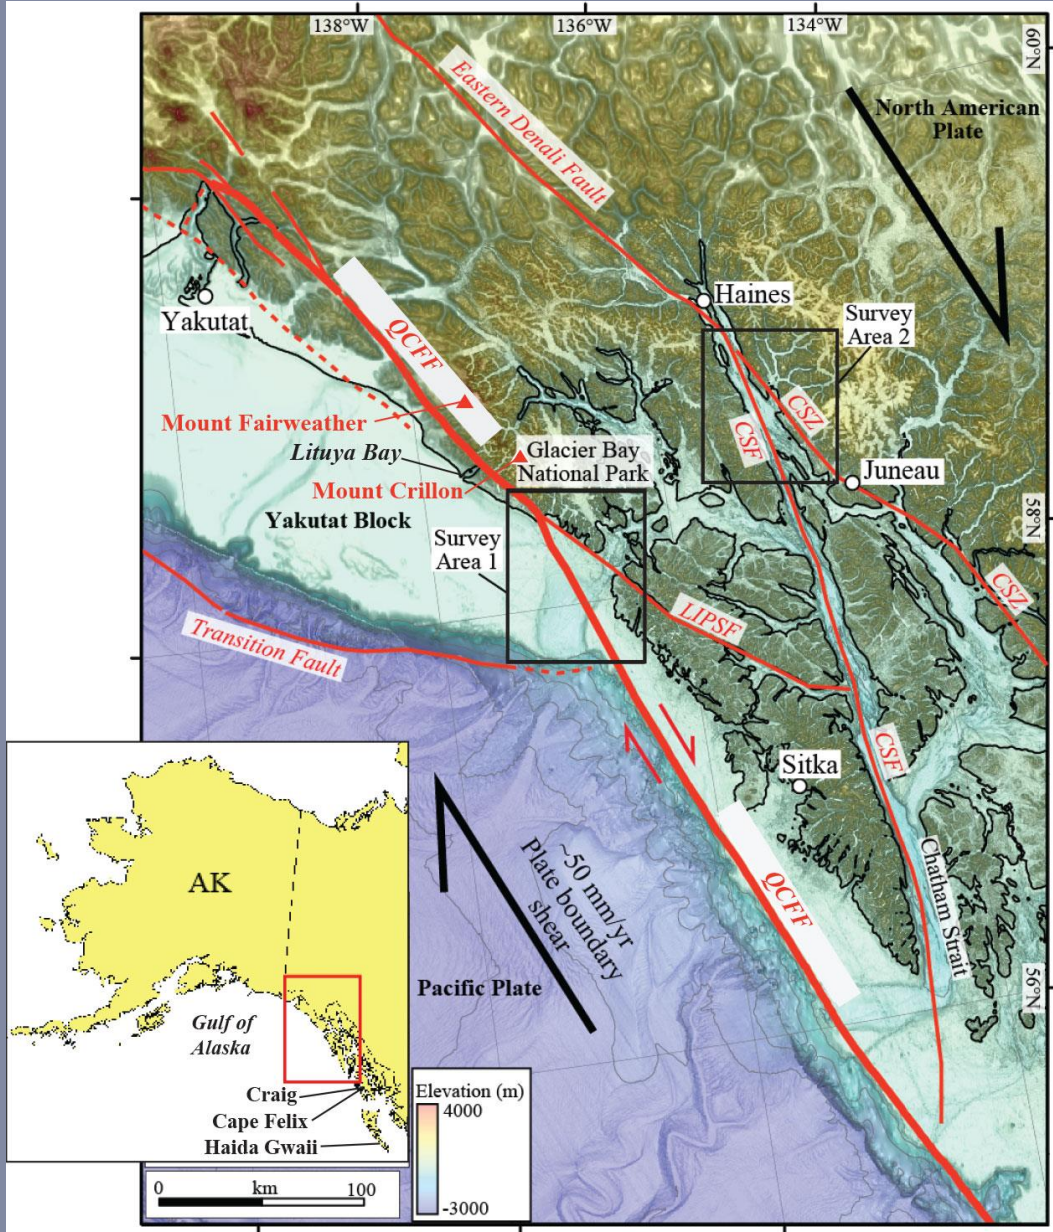 138°W
136°W
134°W
60°N
Eastern Denali Fault
North American
Plate
Haines
Survey
Area 2
Yakutat
QCFF
CSZ
CSF
Mount Fairweather
Lituya Bay
Glacier Bay
National Park
Juneau
Mount Crillon
Yakutat Block
58°N
Survey
Area 1
CSZ
LIPSF
Transition Fault
CSF
Sitka
~50 mm/yr
Plate boundary
shear
QCFF
Chatham Strait
Pacific Plate
56°N
AK
Gulf of
Alaska
Craig
Cape Felix
Haida Gwaii
Elevation (m)
4000
-3000
0 km 100